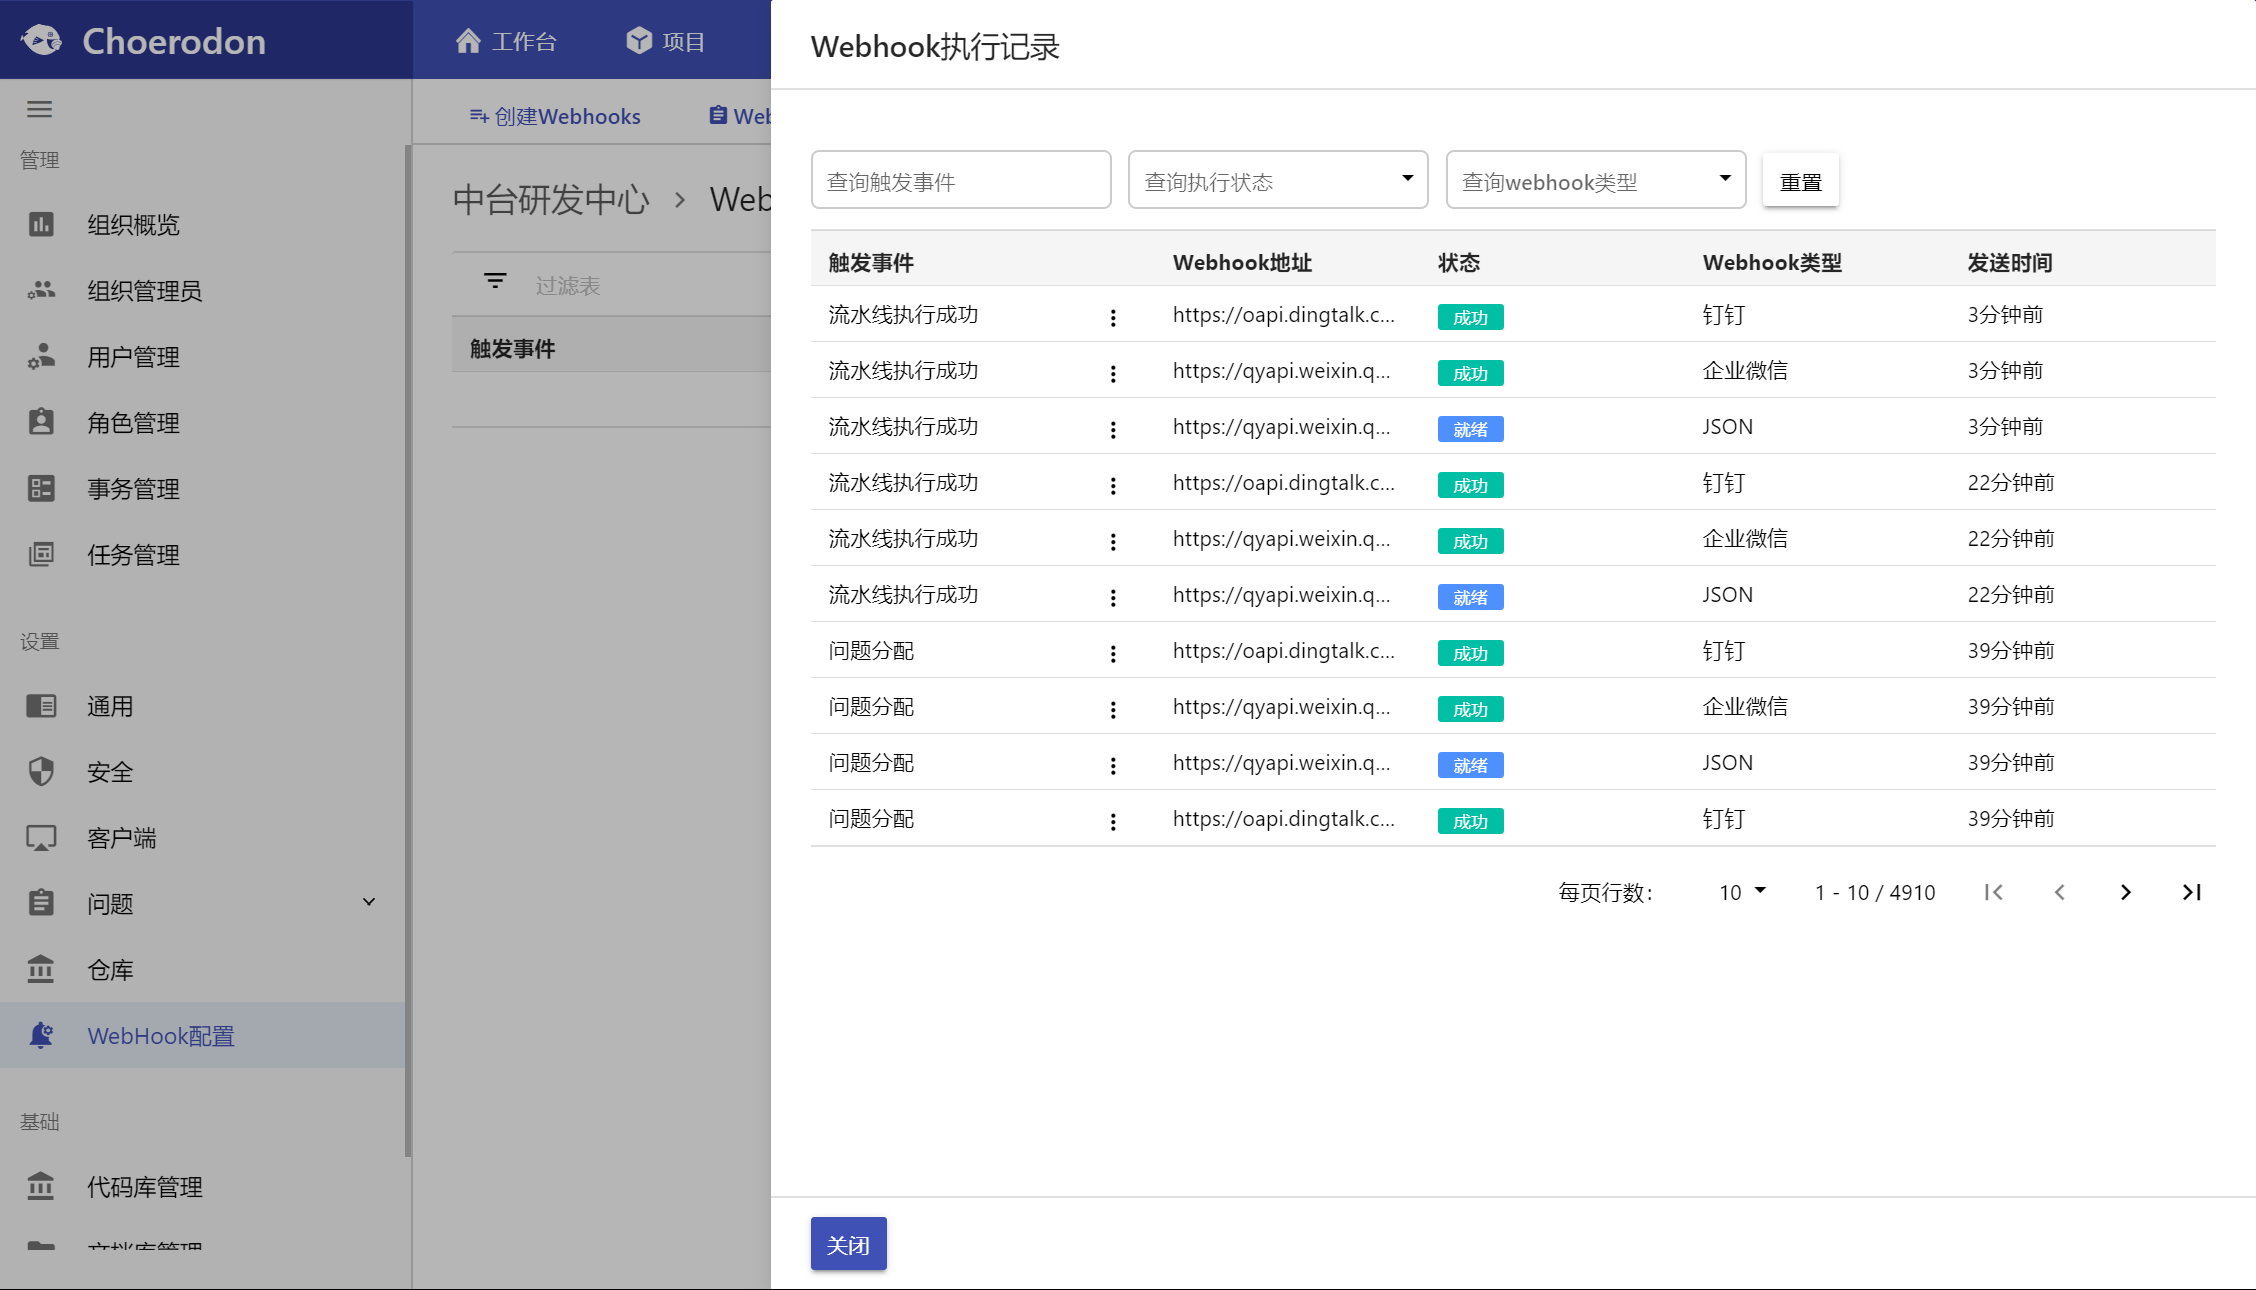 Choerodon
工作台
项目
管理
组织概览
组织管理员
用户管理
角色管理
事务管理
任务管理
设置
通用
安全
客户端
问题
仓库
WebHook配置
基础
代码库管理
文档库管理
创建Webhooks
Web
中台研发中心 › Web
过滤表
触发事件
Webhook执行记录
查询触发事件 查询执行状态 查询webhook类型 重置
触发事件 Webhook地址 状态 Webhook类型 发送时间
流水线执行成功 https://oapi.dingtalk.c... 成功 钉钉 3分钟前
流水线执行成功 https://qyapi.weixin.q... 成功 企业微信 3分钟前
流水线执行成功 https://qyapi.weixin.q... 就绪 JSON 3分钟前
流水线执行成功 https://oapi.dingtalk.c... 成功 钉钉 22分钟前
流水线执行成功 https://qyapi.weixin.q... 成功 企业微信 22分钟前
流水线执行成功 https://qyapi.weixin.q... 就绪 JSON 22分钟前
问题分配 https://oapi.dingtalk.c... 成功 钉钉 39分钟前
问题分配 https://qyapi.weixin.q... 成功 企业微信 39分钟前
问题分配 https://qyapi.weixin.q... 就绪 JSON 39分钟前
问题分配 https://oapi.dingtalk.c... 成功 钉钉 39分钟前
每页行数: 10 1 - 10 / 4910
关闭